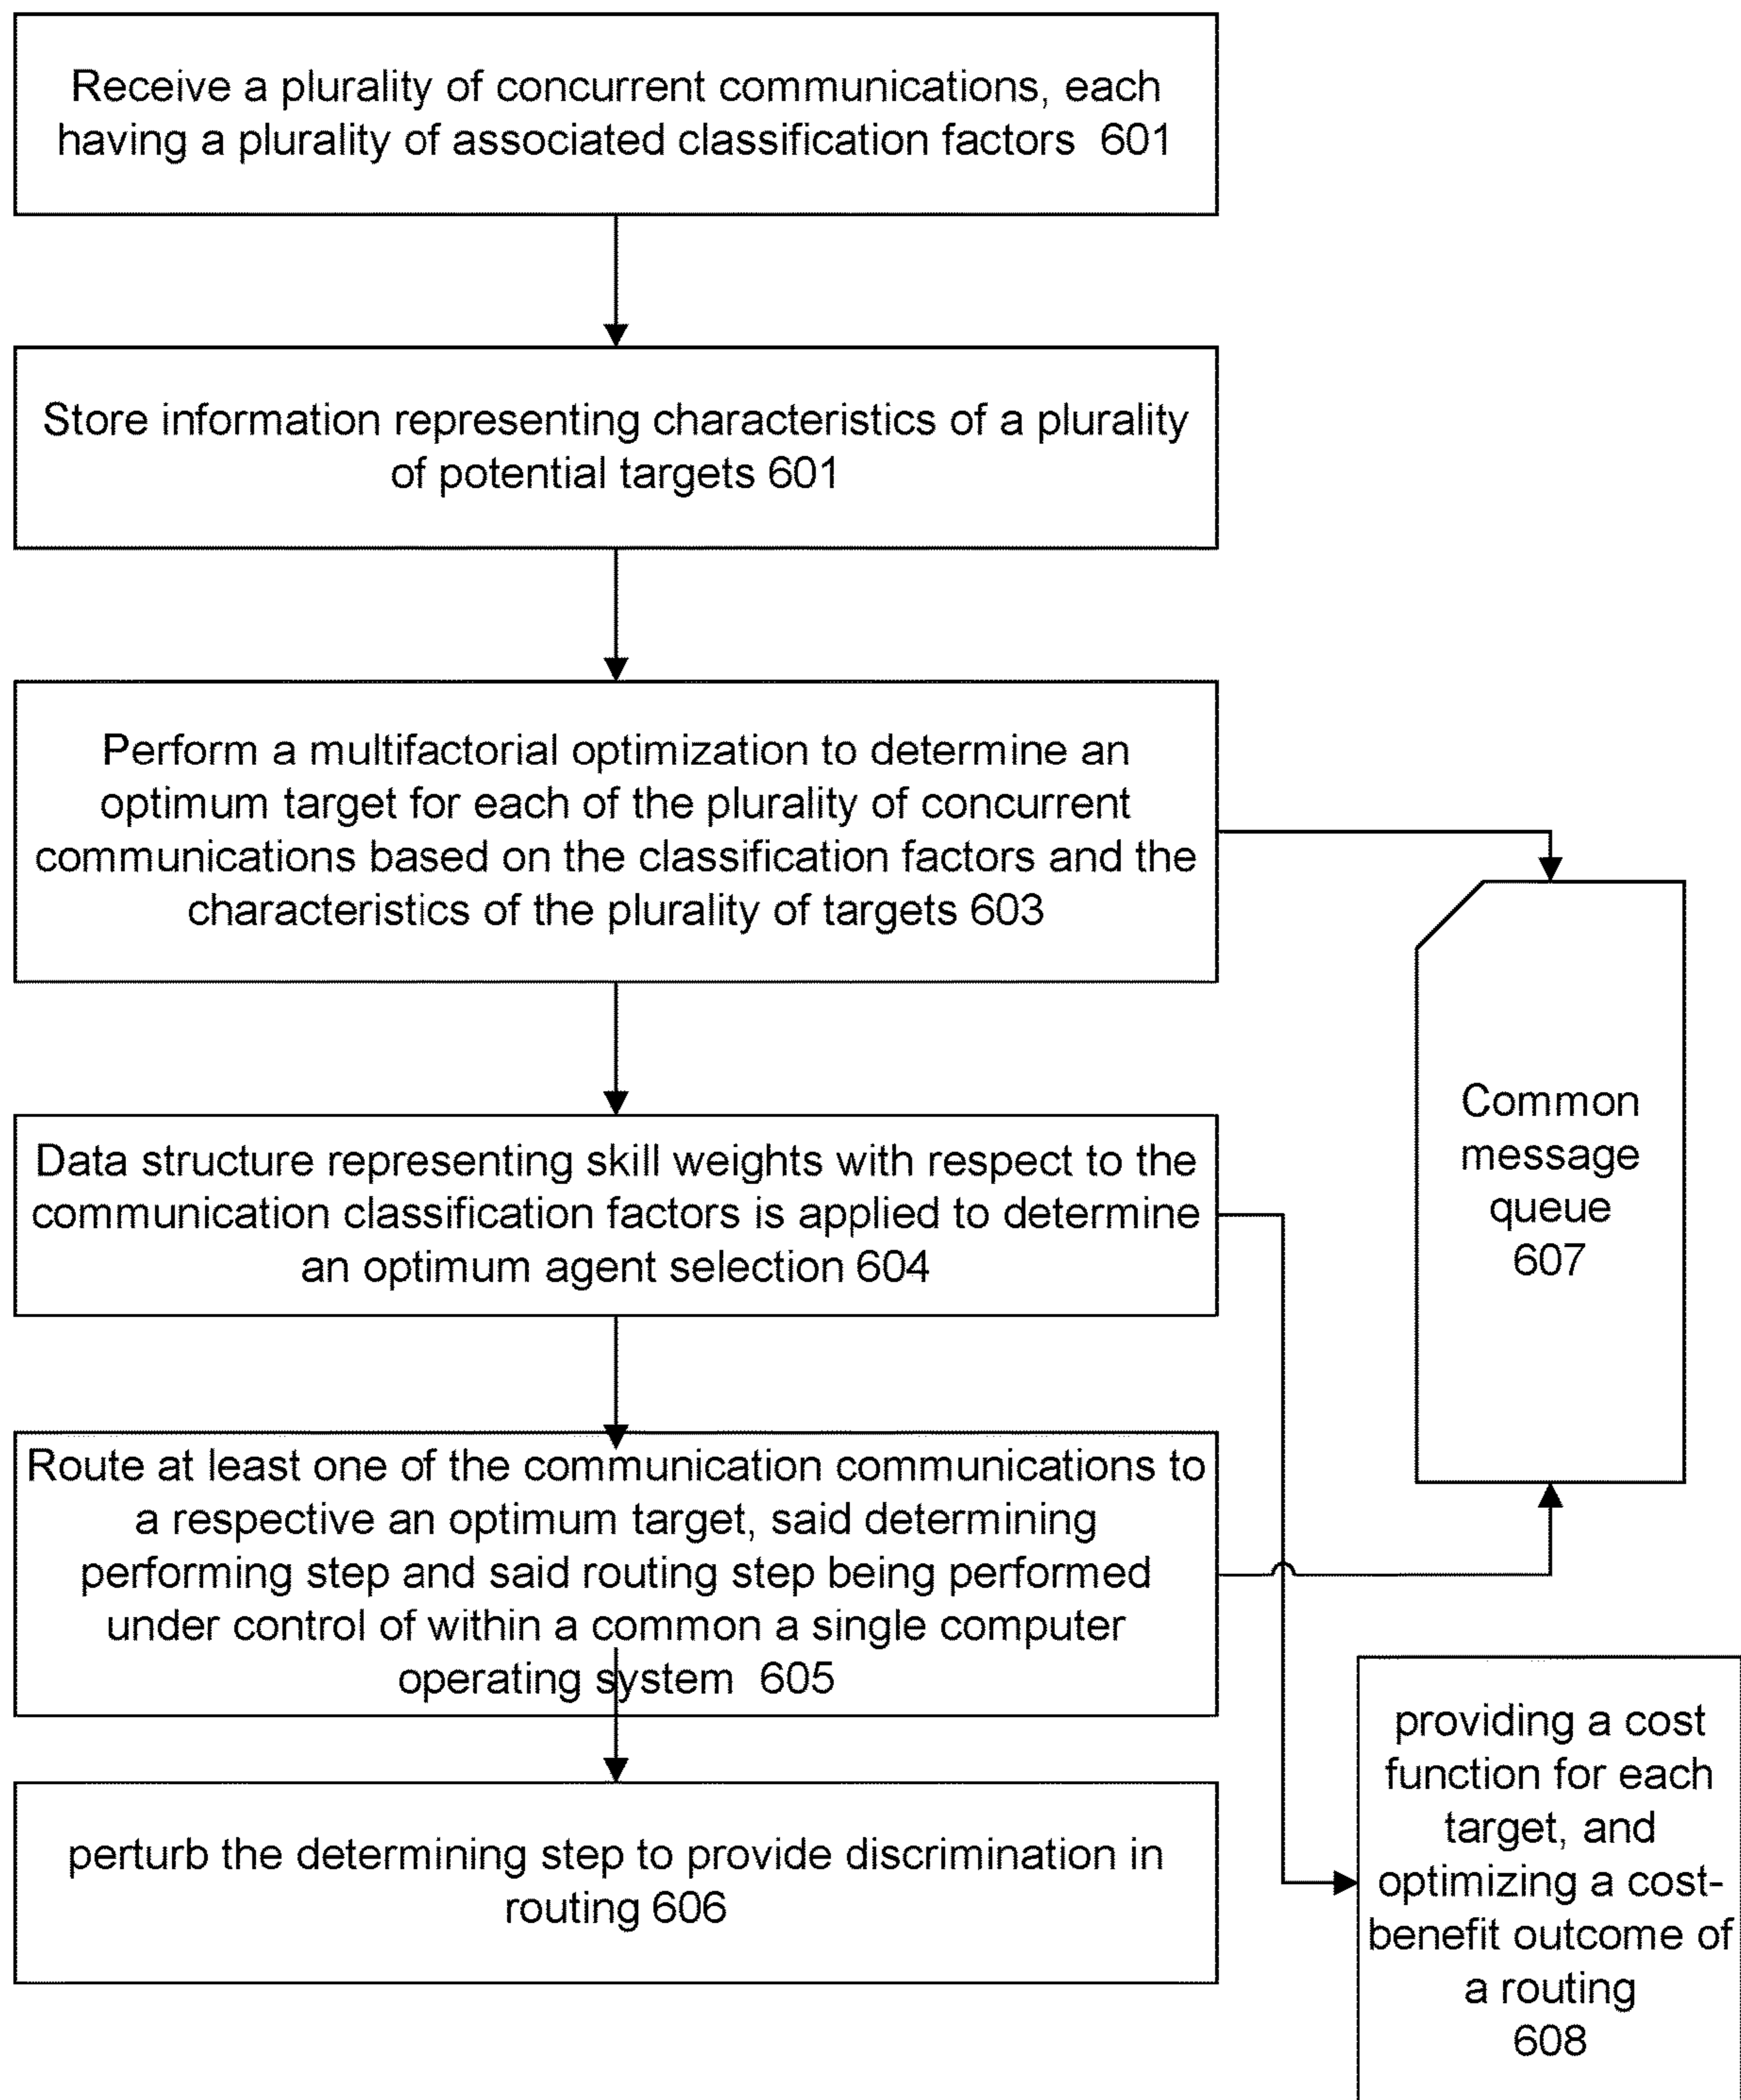 Receive a plurality of concurrent communications, each
having a plurality of associated classification factors 601
Store information representing characteristics of a plurality
of potential targets 601
Perform a multifactorial optimization to determine an
optimum target for each of the plurality of concurrent
communications based on the classification factors and the
characteristics of the plurality of targets 603
Data structure representing skill weights with respect to the
communication classification factors is applied to determine
an optimum agent selection 604
Route at least one of the communication communications to
a respective an optimum target, said determining
performing step and said routing step being performed
under control of within a common a single computer
operating system 605
perturb the determining step to provide discrimination in
routing 606
Common
message
queue
607
providing a cost
function for each
target, and
optimizing a cost-
benefit outcome of
a routing
608